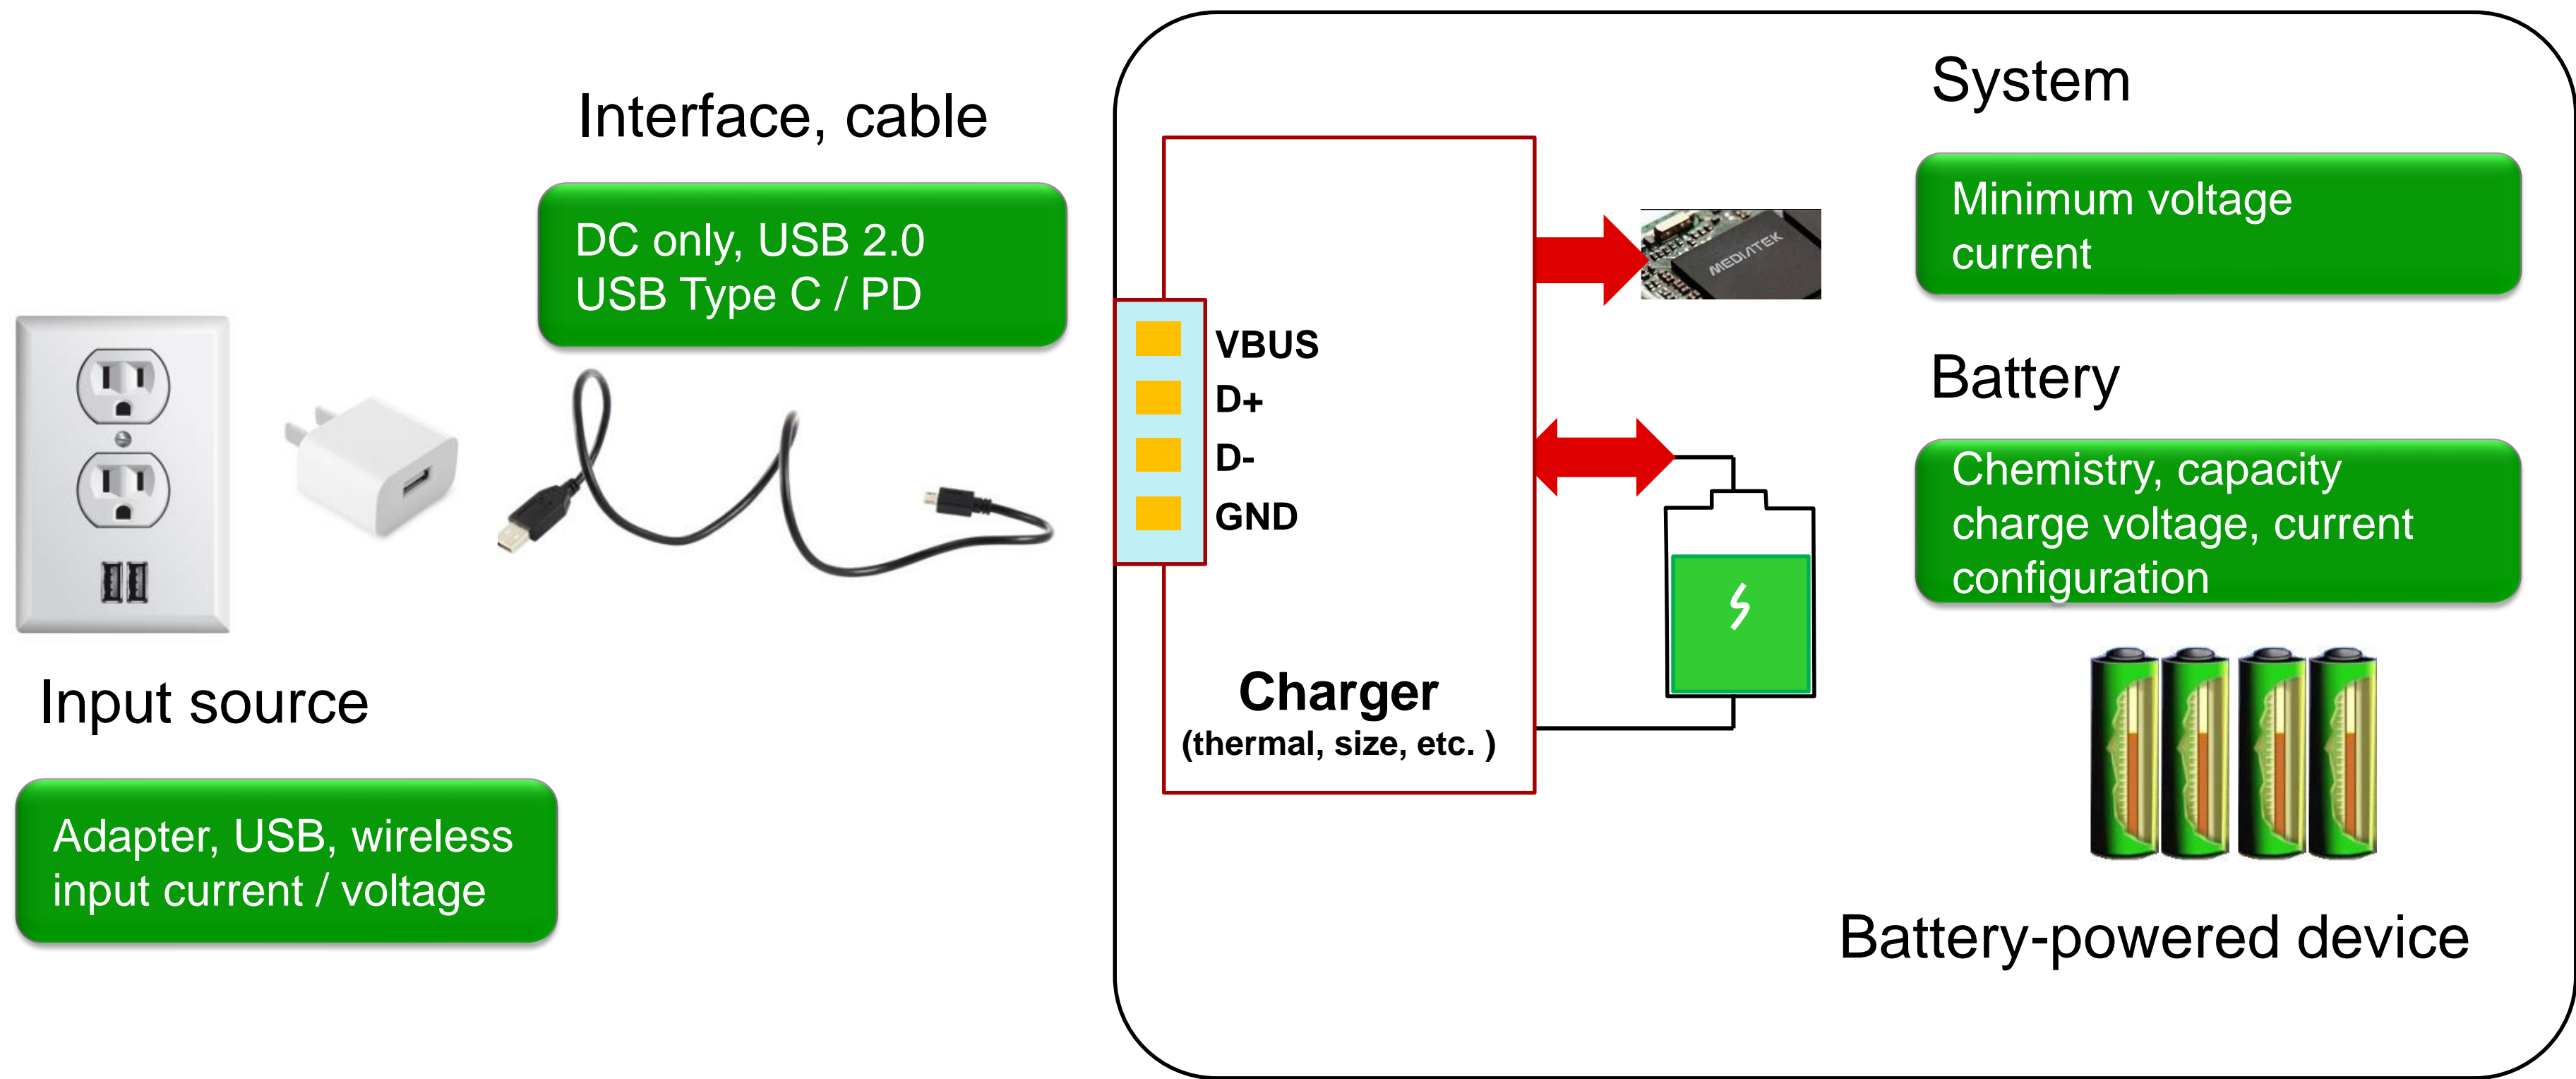 Interface, cable
DC only, USB 2.0
USB Type C / PD
Input source
Adapter, USB, wireless
input current / voltage
VBUS
D+
D-
GND
Charger
(thermal, size, etc. )
MEDIATEK
System
Minimum voltage
current
Battery
Chemistry, capacity
charge voltage, current
configuration
Battery-powered device